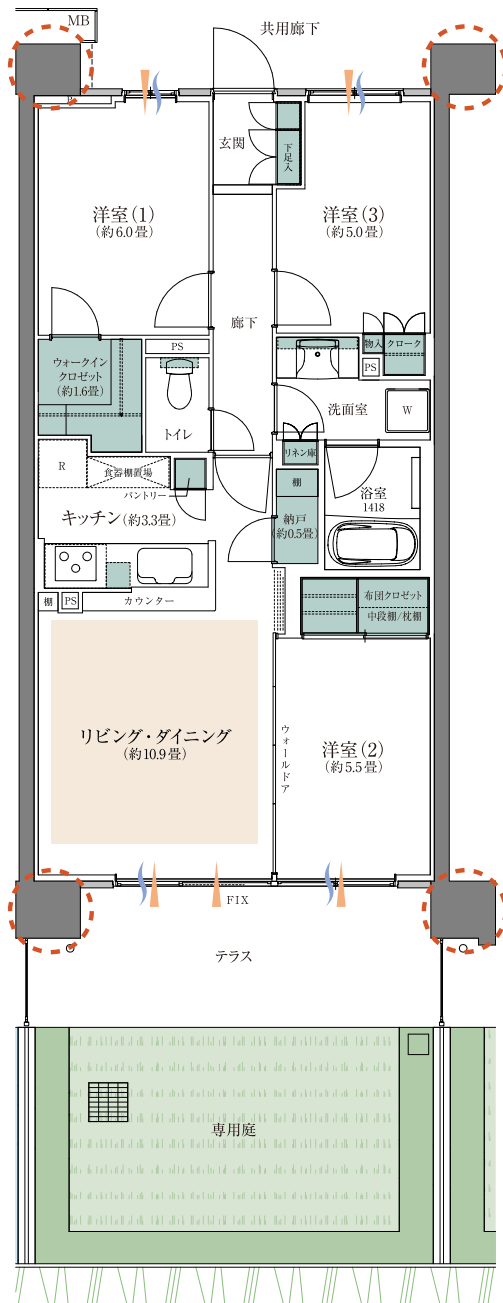 MB
共用廊下
玄関
下足入
洋室(1)
(約6.0畳)
洋室(3)
(約5.0畳)
廊下
PS
物入
クローク
PS
ウォークイン
クロゼット
(約1.6畳)
トイレ
洗面室
W
リネン庫
R
食器棚置場
パントリー
棚
浴室
1418
キッチン(約3.3畳)
納戸
(約0.5畳)
棚
PS
カウンター
布団クロゼット
中段棚/枕棚
リビング・ダイニング
(約10.9畳)
ウォールドア
洋室(2)
(約5.5畳)
FIX
テラス
専用庭